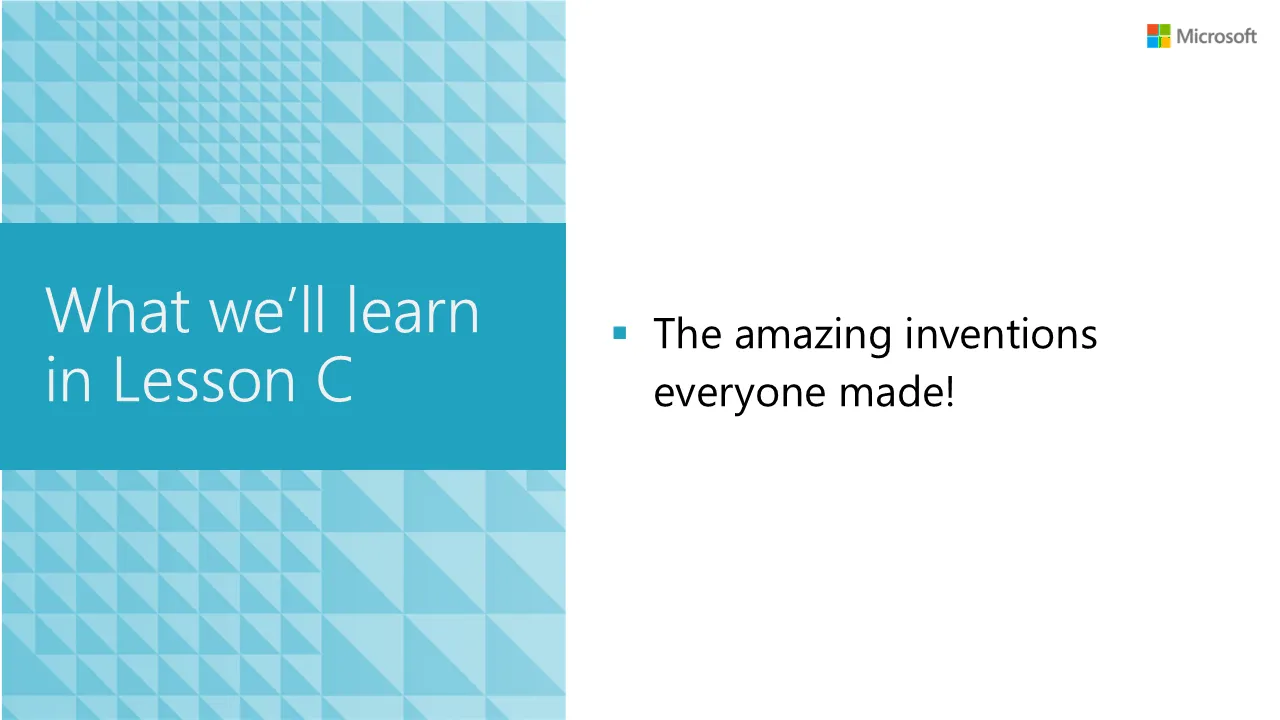 Microsoft
What we’ll learn
in Lesson C
The amazing inventions
everyone made!